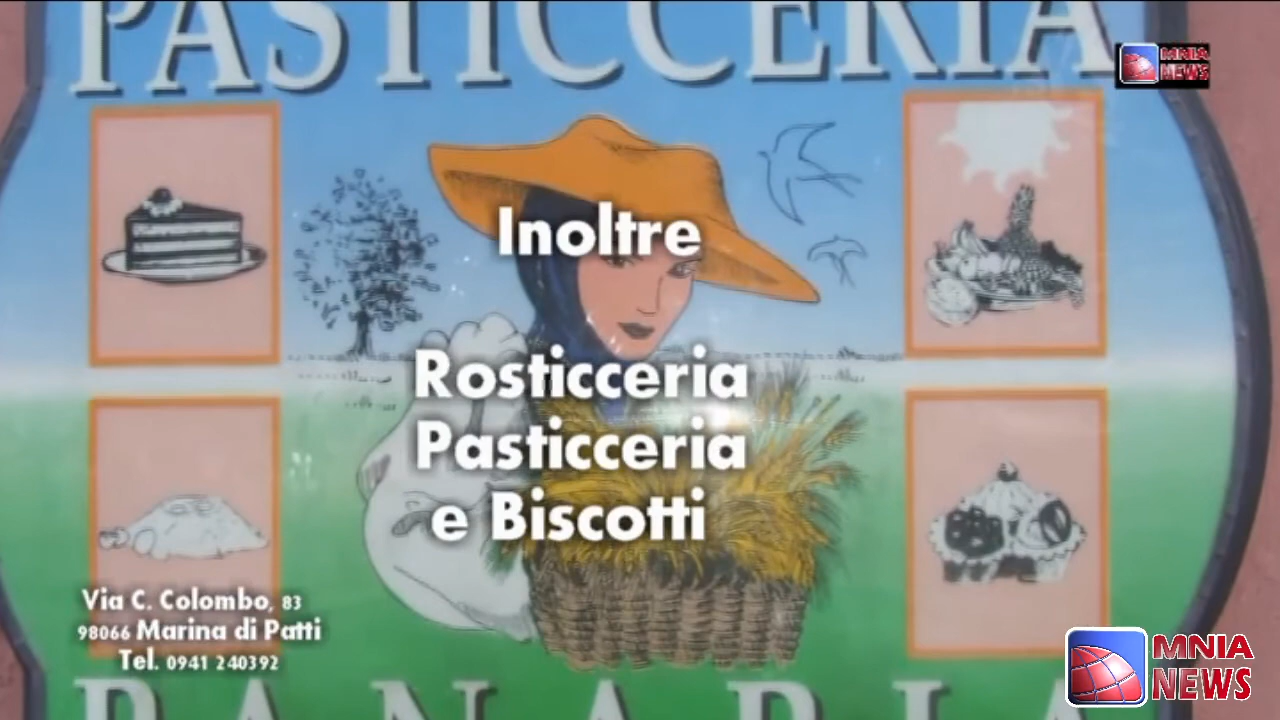 PASTICCERIA
MNIA
NEWS
Inoltre
Rosticceria
Pasticceria
e Biscotti
Via C. Colombo, 83
98066 Marina di Patti
Tel. 0941 240392
PANARIA
MNIA
NEWS